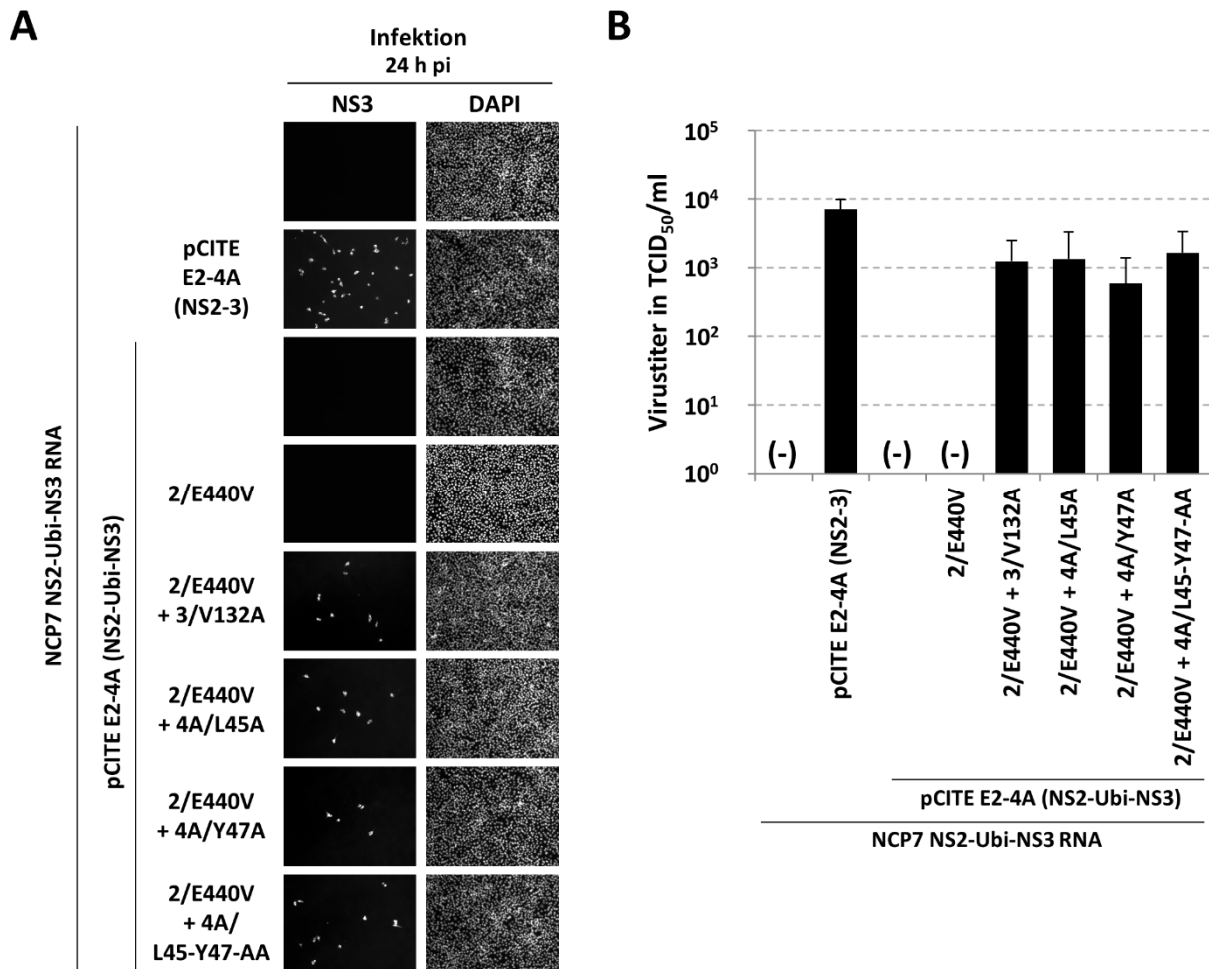 A
Infektion
24 h pi
NS3 DAPI
pCITE
E2-4A
(NS2-3)
2/E440V
2/E440V
+ 3/V132A
2/E440V
+ 4A/L45A
2/E440V
+ 4A/Y47A
2/E440V
+ 4A/
L45-Y47-AA
NCP7 NS2-Ubi-NS3 RNA
pCITE E2-4A (NS2-Ubi-NS3)
B
Virustiter in TCID50/ml
10⁵
10⁴
10³
10²
10¹
10⁰
(-)
(-)
(-)
pCITE E2-4A (NS2-3)
2/E440V
2/E440V + 3/V132A
2/E440V + 4A/L45A
2/E440V + 4A/Y47A
2/E440V + 4A/L45-Y47-AA
pCITE E2-4A (NS2-Ubi-NS3)
NCP7 NS2-Ubi-NS3 RNA